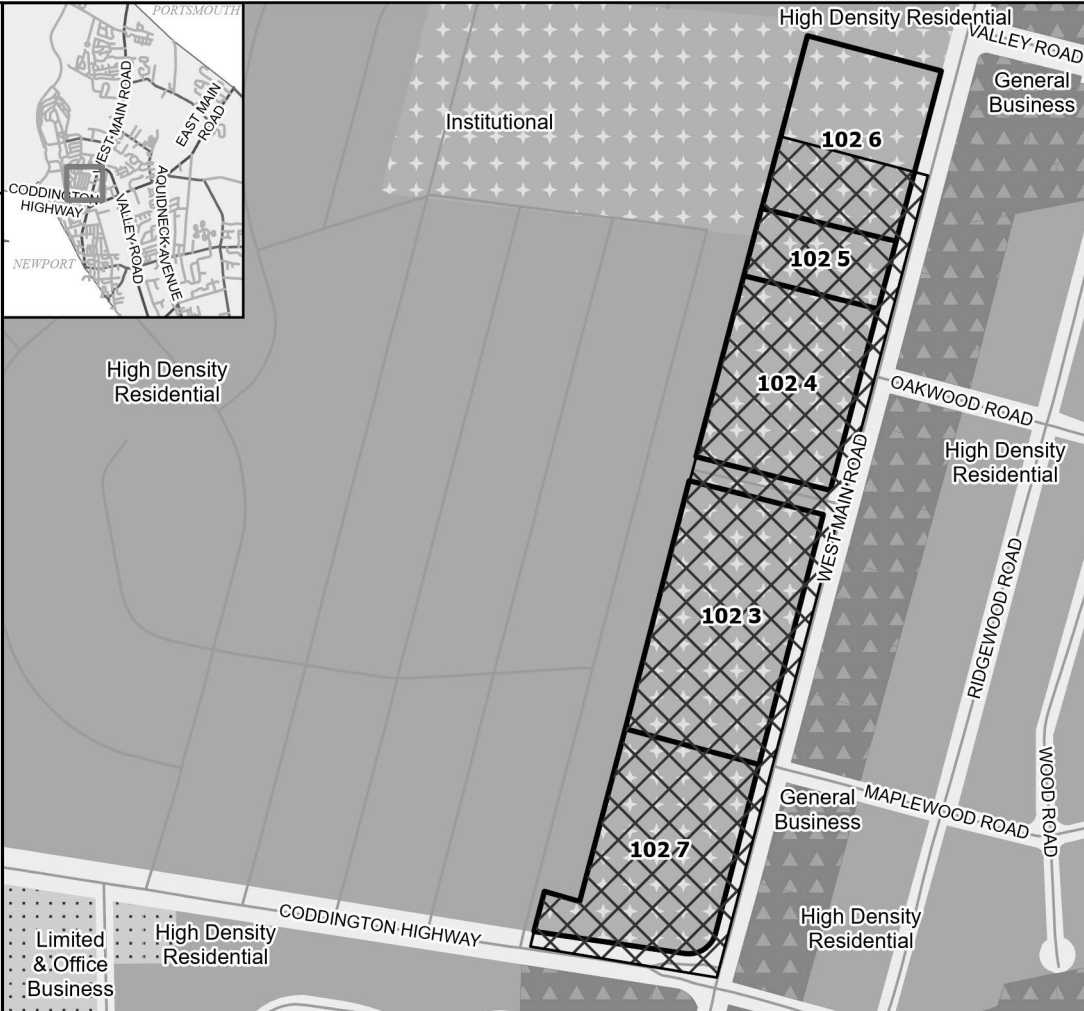 PORTSMOUTH
WEST MAIN ROAD
EAST MAIN
ROAD
CODDINGTON
HIGHWAY
VALLEY ROAD
AQUIDNECK AVENUE
NEWPORT
High Density Residential
VALLEY ROAD
General
Business
Institutional
102 6
102 5
High Density
Residential
102 4
OAKWOOD ROAD
High Density
Residential
WEST MAIN ROAD
102 3
RIDGEWOOD ROAD
WOOD ROAD
General
Business
MAPLEWOOD ROAD
102 7
CODDINGTON HIGHWAY
High Density
Residential
High Density
Residential
Limited
& Office
Business